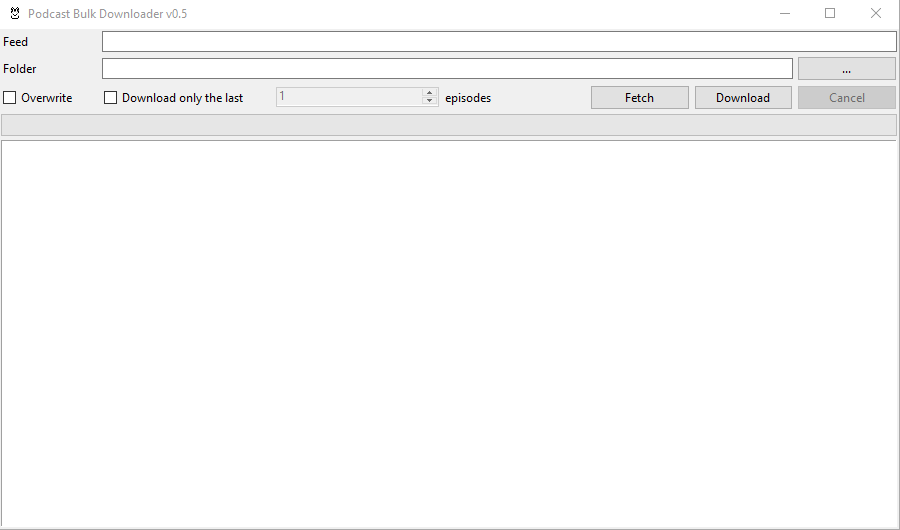 Podcast Bulk Downloader v0.5
Feed
Folder ...
Overwrite Download only the last 1 episodes Fetch Download Cancel